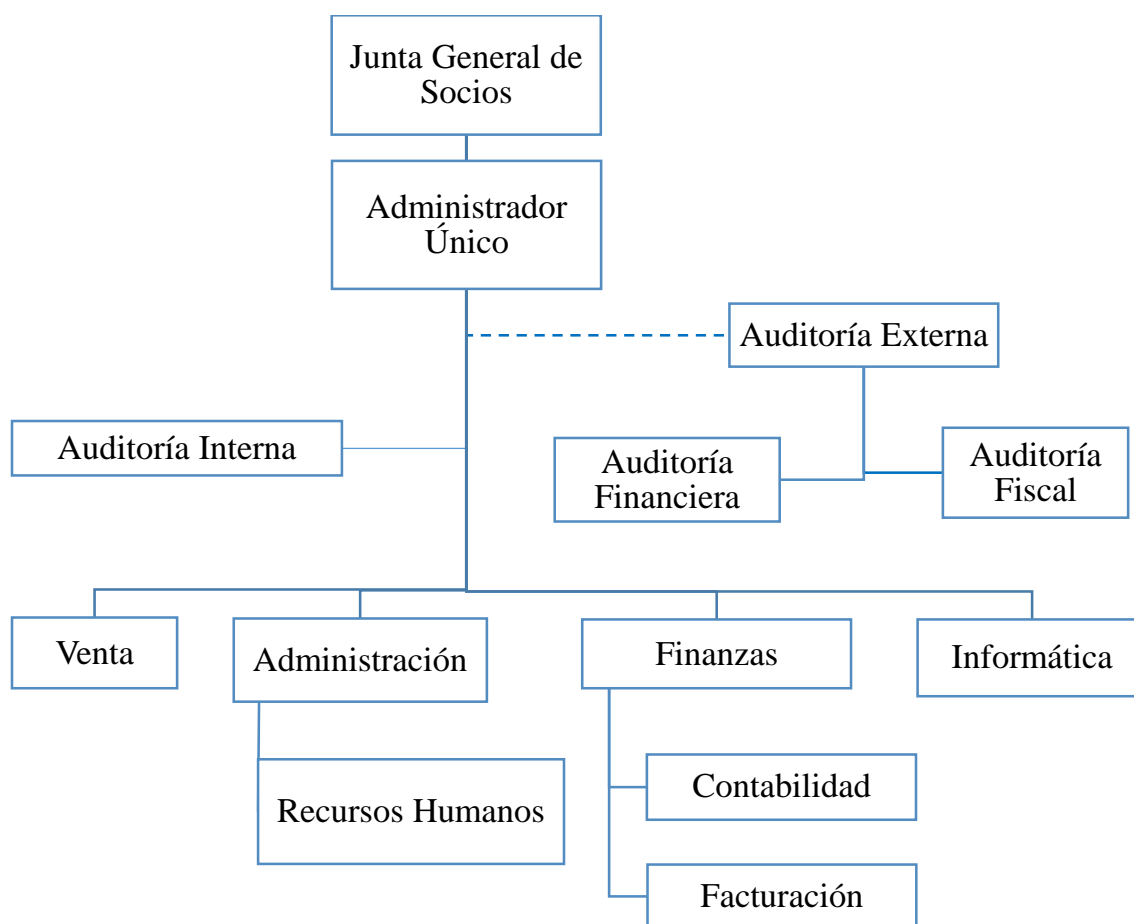 Junta General de
Socios
Administrador
Único
Auditoría Externa
Auditoría Interna
Auditoría
Financiera
Auditoría
Fiscal
Venta
Administración
Finanzas
Informática
Recursos Humanos
Contabilidad
Facturación